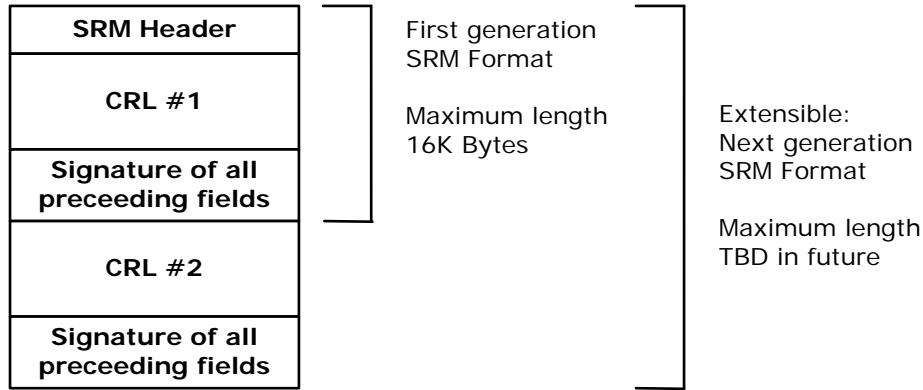 SRM Header
CRL #1
Signature of all
preceeding fields
CRL #2
Signature of all
preceeding fields
First generation
SRM Format
Maximum length
16K Bytes
Extensible:
Next generation
SRM Format
Maximum length
TBD in future